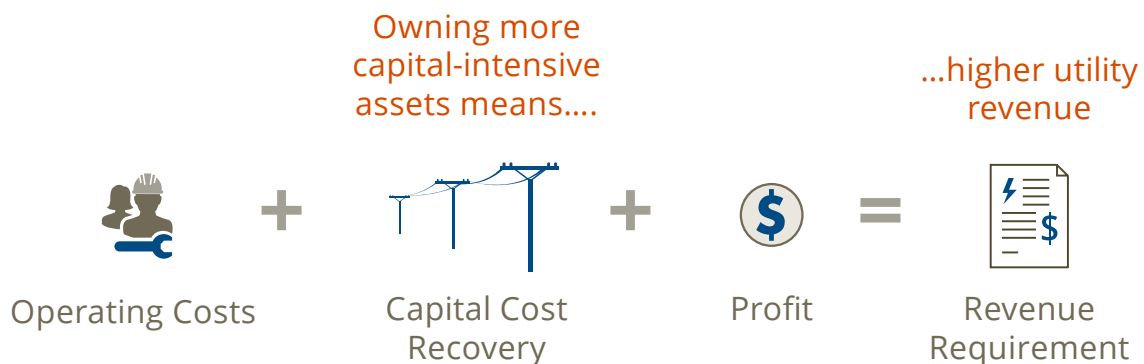 Owning more
capital-intensive
assets means....
...higher utility
revenue
+
+
$
=
$
Operating Costs
Capital Cost
Recovery
Profit
Revenue
Requirement